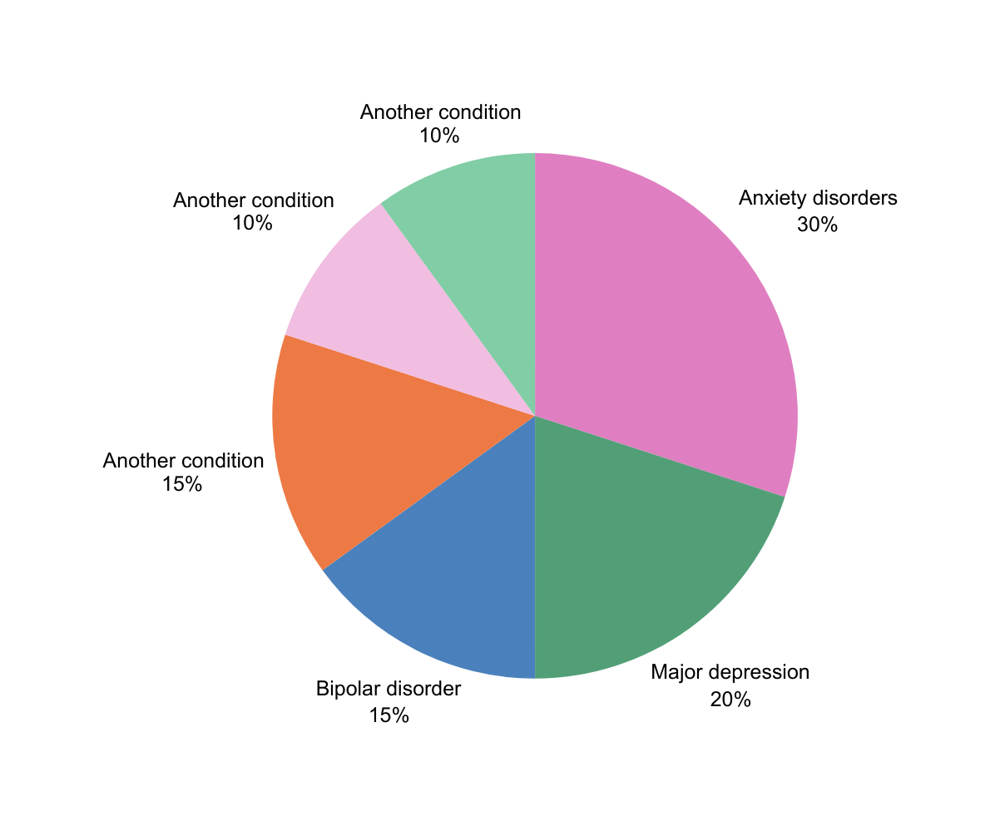 Another condition
10%
Anxiety disorders
30%
Another condition
10%
Another condition
15%
Major depression
20%
Bipolar disorder
15%